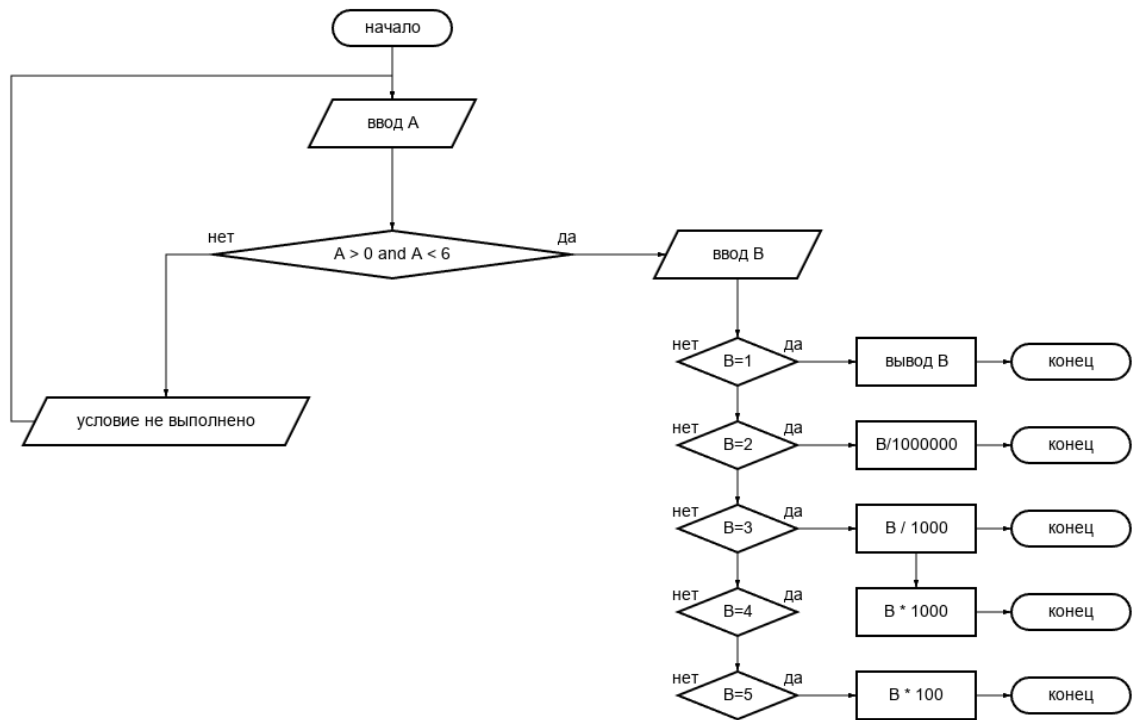 начало
ввод A
нет
A > 0 and A < 6
да
ввод B
нет
B=1
да
вывод B
конец
условие не выполнено
нет
B=2
да
B/1000000
конец
нет
B=3
да
B / 1000
конец
нет
B=4
да
B * 1000
конец
нет
B=5
да
B * 100
конец